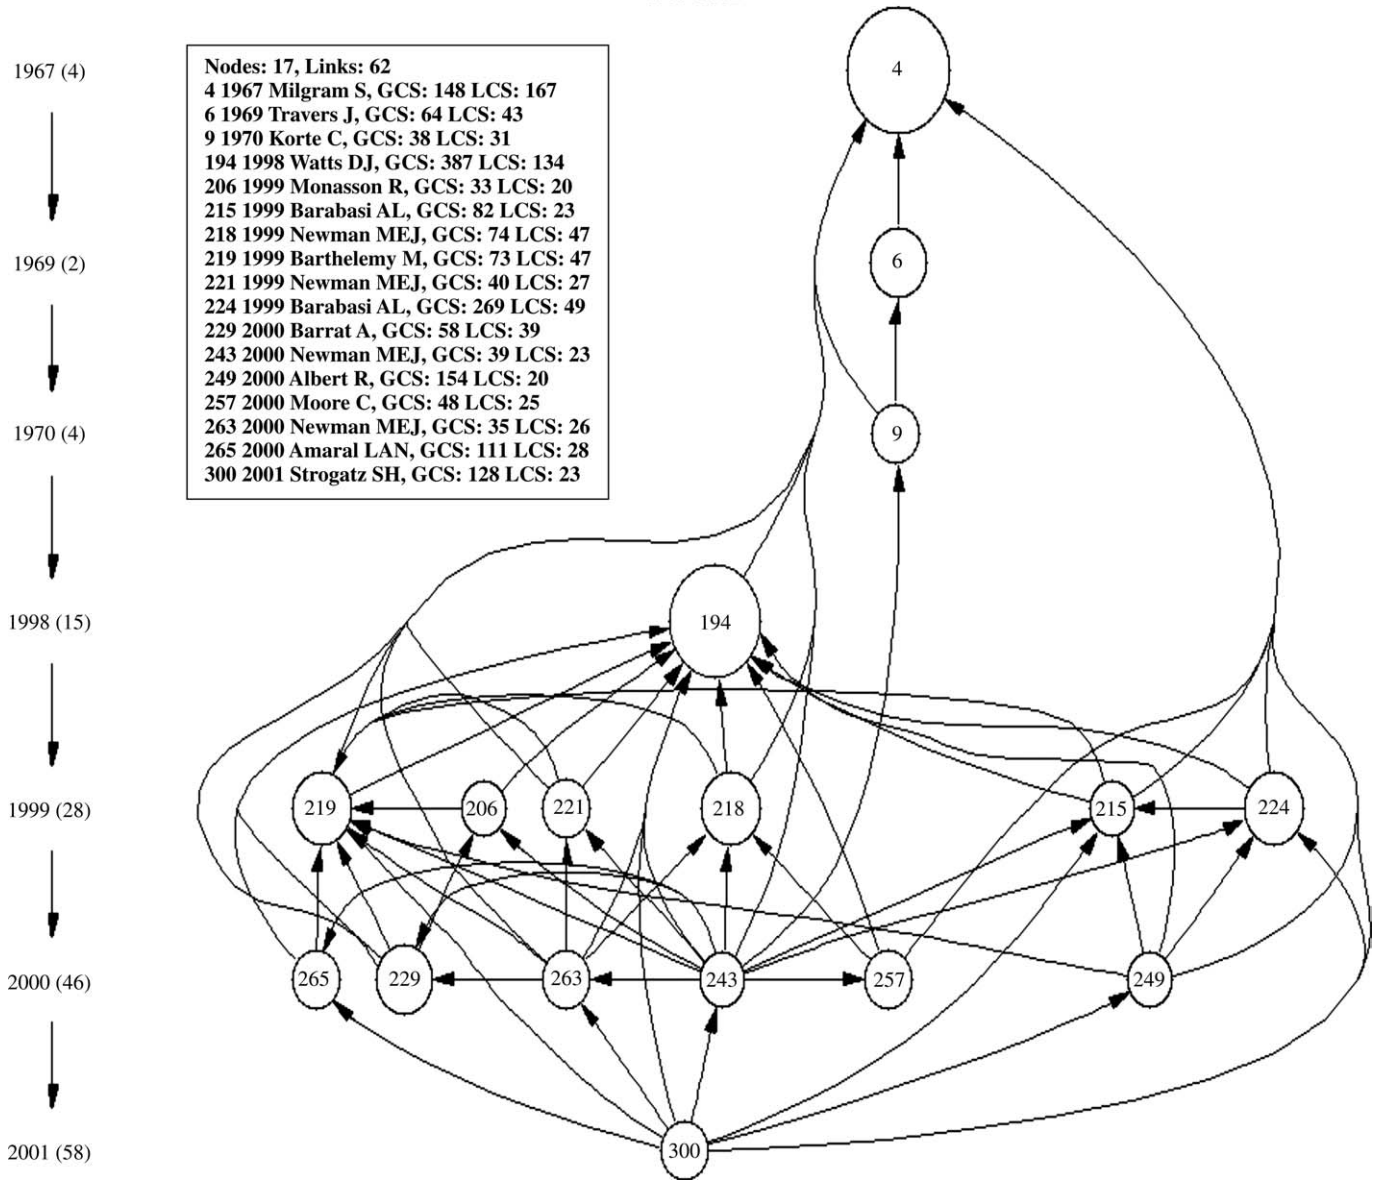 1967 (4)
1969 (2)
1970 (4)
1998 (15)
1999 (28)
2000 (46)
2001 (58)
Nodes: 17, Links: 62
4 1967 Milgram S, GCS: 148 LCS: 167
6 1969 Travers J, GCS: 64 LCS: 43
9 1970 Korte C, GCS: 38 LCS: 31
194 1998 Watts DJ, GCS: 387 LCS: 134
206 1999 Monasson R, GCS: 33 LCS: 20
215 1999 Barabasi AL, GCS: 82 LCS: 23
218 1999 Newman MEJ, GCS: 74 LCS: 47
219 1999 Barthelemy M, GCS: 73 LCS: 47
221 1999 Newman MEJ, GCS: 40 LCS: 27
224 1999 Barabasi AL, GCS: 269 LCS: 49
229 2000 Barrat A, GCS: 58 LCS: 39
243 2000 Newman MEJ, GCS: 39 LCS: 23
249 2000 Albert R, GCS: 154 LCS: 20
257 2000 Moore C, GCS: 48 LCS: 25
263 2000 Newman MEJ, GCS: 35 LCS: 26
265 2000 Amaral LAN, GCS: 111 LCS: 28
300 2001 Strogatz SH, GCS: 128 LCS: 23
4
6
9
194
219 206 221 218 215 224
265 229 263 243 257 249
300